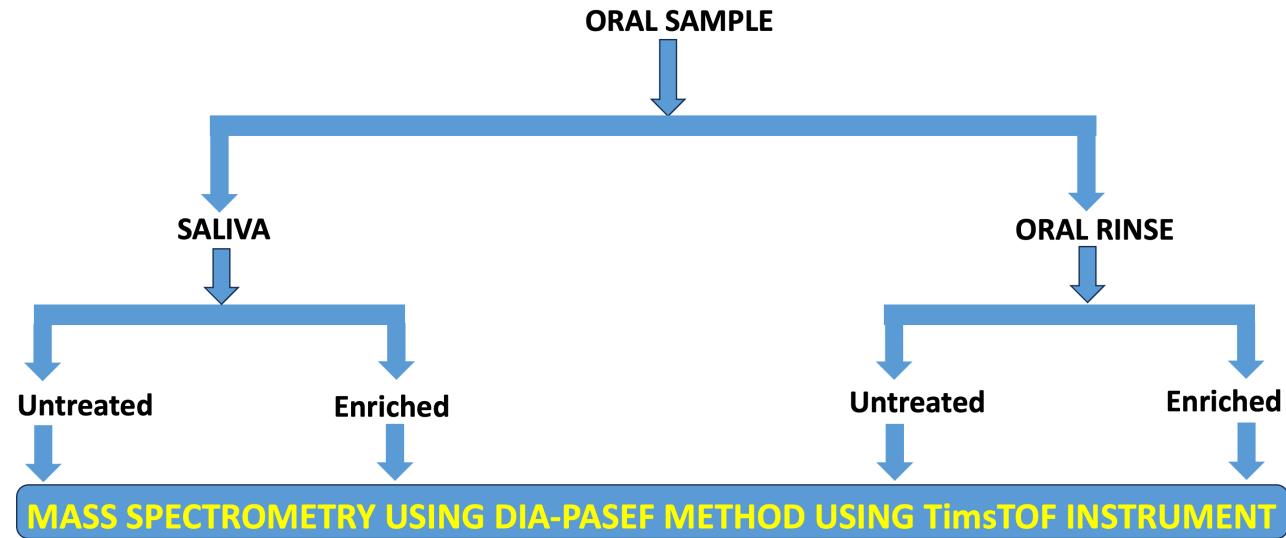 ORAL SAMPLE
SALIVA
ORAL RINSE
Untreated
Enriched
Untreated
Enriched
MASS SPECTROMETRY USING DIA-PASEF METHOD USING TimsTOF INSTRUMENT